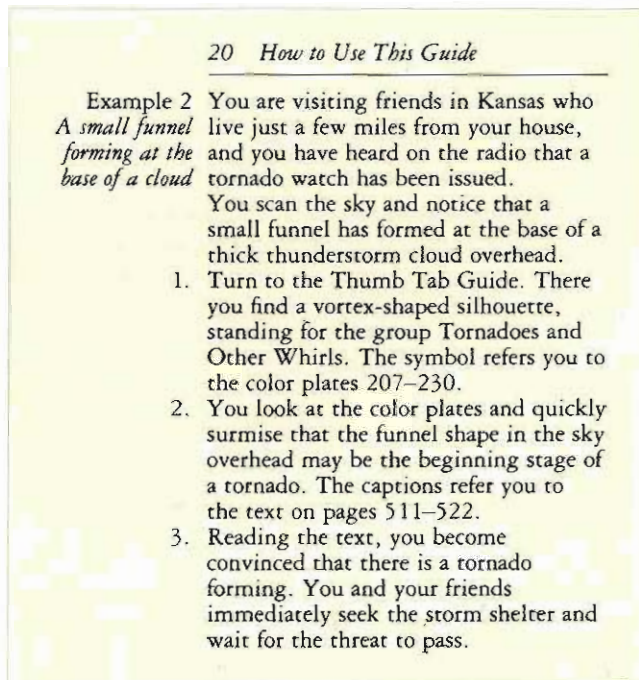 20 How to Use This Guide
Example 2
A small funnel
forming at the
base of a cloud
You are visiting friends in Kansas who
live just a few miles from your house,
and you have heard on the radio that a
tornado watch has been issued.
You scan the sky and notice that a
small funnel has formed at the base of a
thick thunderstorm cloud overhead.
1. Turn to the Thumb Tab Guide. There
you find a vortex-shaped silhouette,
standing for the group Tornadoes and
Other Whirls. The symbol refers you to
the color plates 207–230.
2. You look at the color plates and quickly
surmise that the funnel shape in the sky
overhead may be the beginning stage of
a tornado. The captions refer you to
the text on pages 511–522.
3. Reading the text, you become
convinced that there is a tornado
forming. You and your friends
immediately seek the storm shelter and
wait for the threat to pass.